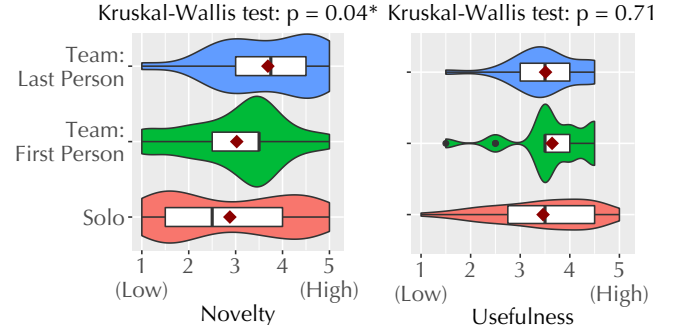 Kruskal-Wallis test: p = 0.04*
Kruskal-Wallis test: p = 0.71
Team:
Last Person
Team:
First Person
Solo
1 2 3 4 5
(Low) (High)
Novelty
1 2 3 4 5
(Low) (High)
Usefulness